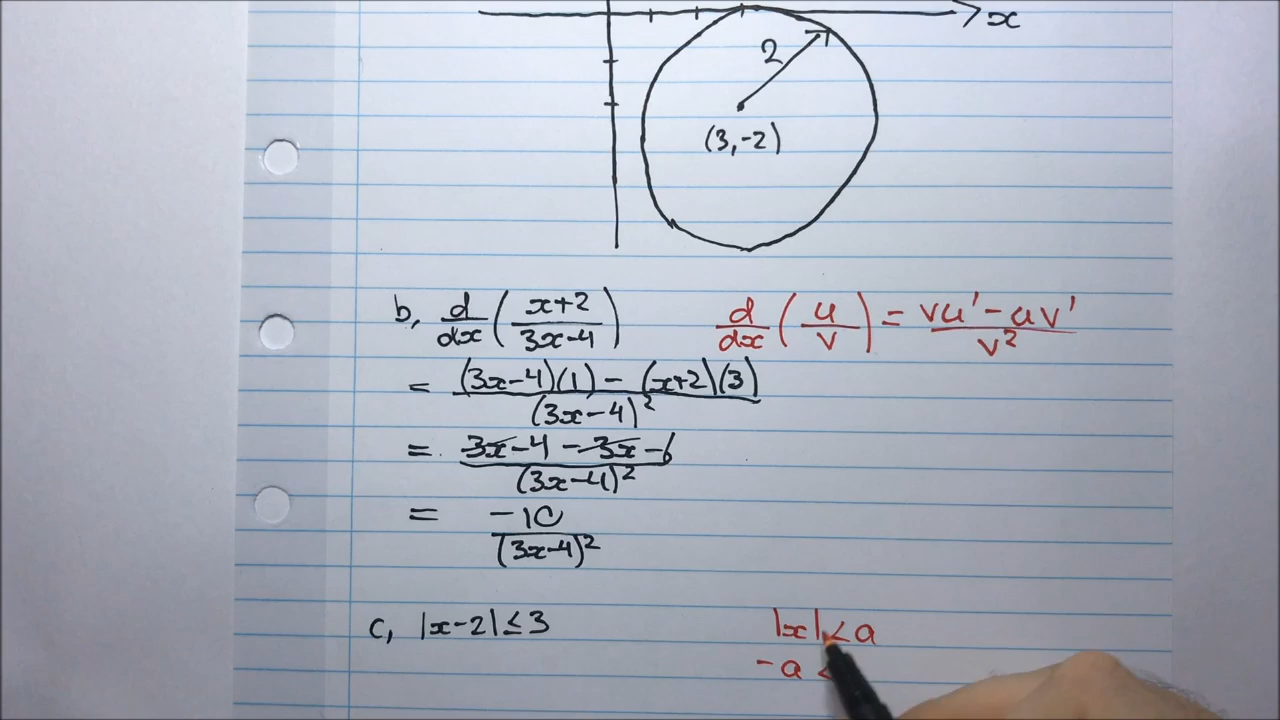 x
2
(3,-2)
b, d/dx ( x+2 / 3x-4 )
d/dx ( u / v ) = vu' - uv' / v²
= (3x-4)(1) - (x+2)(3) / (3x-4)²
= 3x-4 -3x-6 / (3x-4)²
= -10 / (3x-4)²
c, |x-2| ≤ 3
|x| < a
-a <